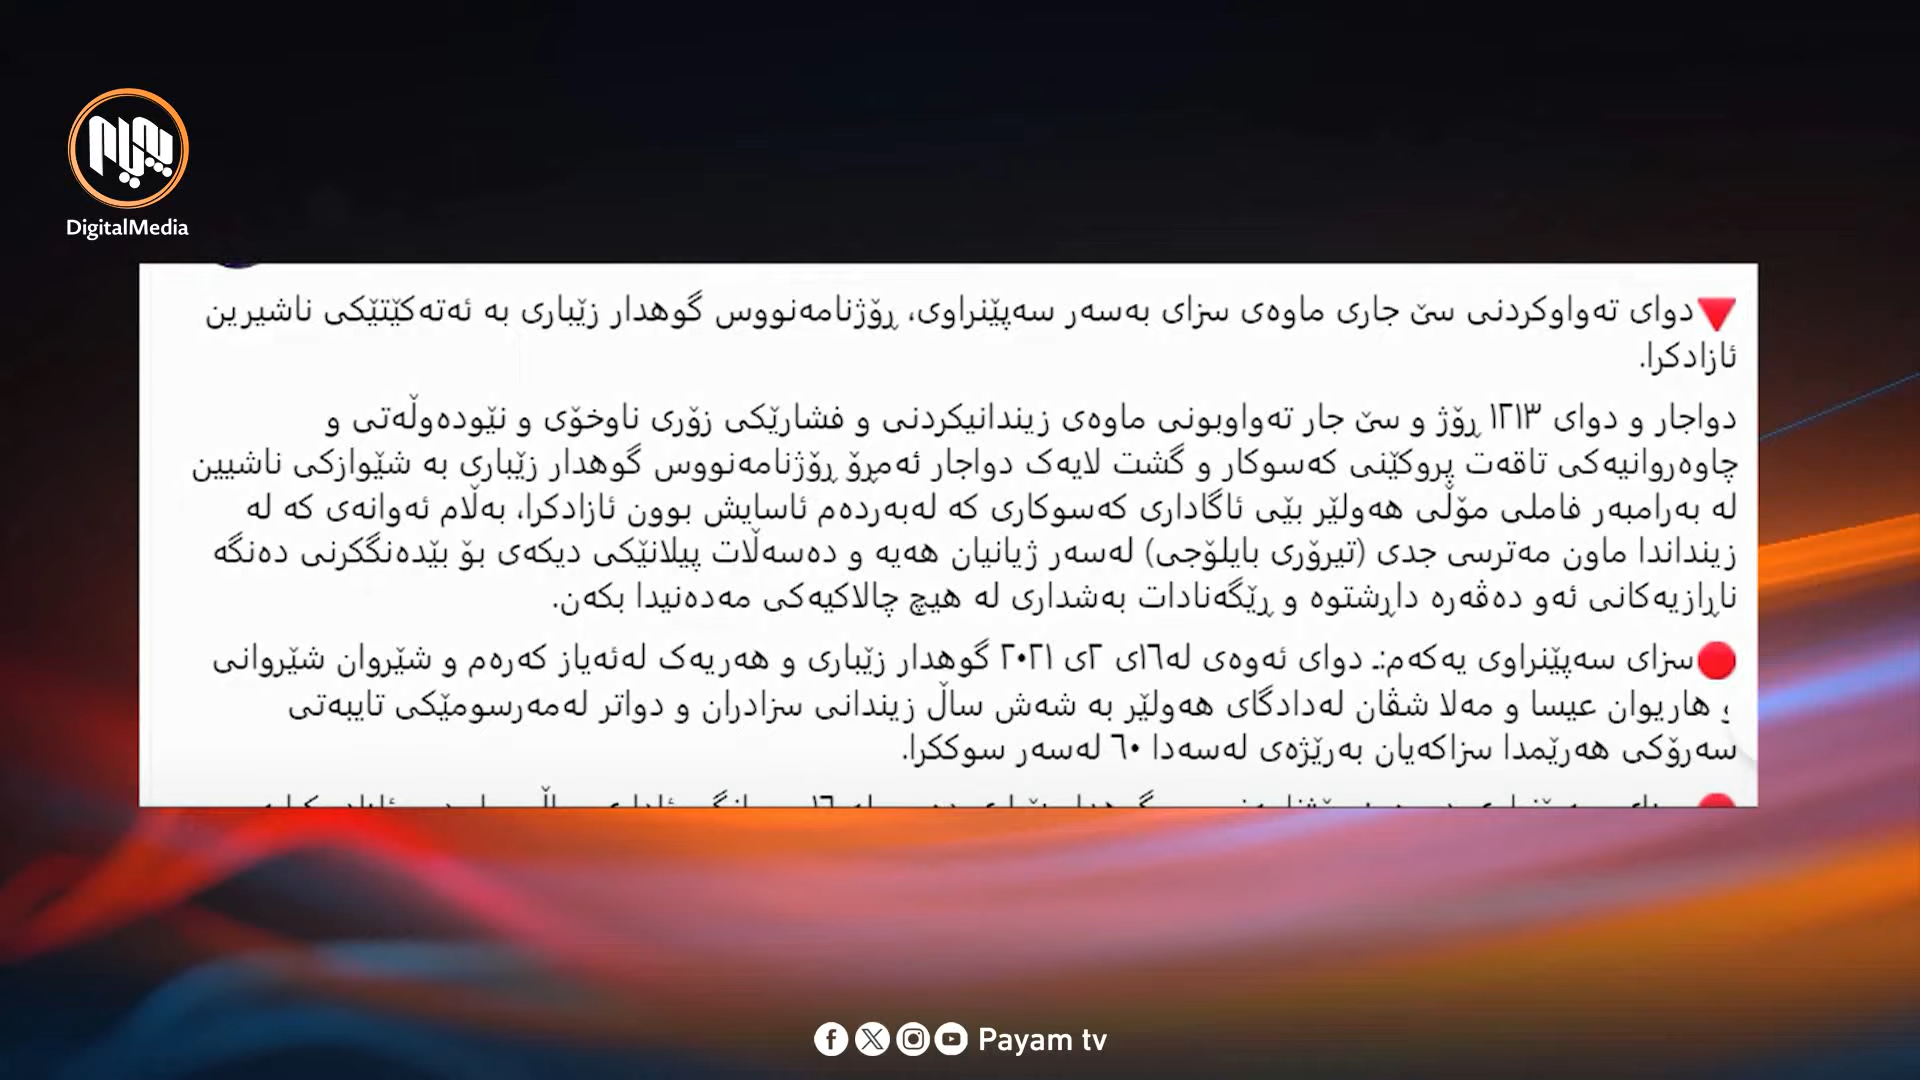 پەیام
DigitalMedia
🔻دوای تەواوکردنی سێ جاری ماوەی سزای بەسەر سەپێنراوی، ڕۆژنامەنووس گوهدار زێباری بە ئەتەکێتێکی ناشیرین
ئازادکرا.
دواجار و دوای ١٢١٣ ڕۆژ و سێ جار تەواوبونی ماوەی زیندانیکردنی و فشارێکی زۆری ناوخۆی و نێودەوڵەتی و
چاوەروانیەکی تاقەت پروکێنی کەسوکار و گشت لایەک دواجار ئەمڕۆ ڕۆژنامەنووس گوهدار زێباری بە شێوازکی ناشیین
لە بەرامبەر فاملی مۆڵی هەولێر بێی ئاگاداری کەسوکاری کە لەبەردەم ئاسایش بوون ئازادکرا، بەڵام ئەوانەی کە لە
زینداندا ماون مەترسی جدی (تیرۆری بایلۆجی) لەسەر ژیانیان هەیە و دەسەڵات پیلانێکی دیکەی بۆ بێدەنگکرنی دەنگە
ناڕازیەکانی ئەو دەڤەرە داڕشتوە و ڕێگەنادات بەشداری لە هیچ چالاکیەکی مەدەنیدا بکەن.
🔴سزای سەپێنراوی یەکەم:ـ دوای ئەوەی لە١٦ی ٢ی ٢٠٢١ گوهدار زێباری و هەریەک لەئەیاز کەرەم و شێروان شێروانی
و هاریوان عیسا و مەلا شڤان لەدادگای هەولێر بە شەش ساڵ زیندانی سزادران و دواتر لەمەرسومێکی تایبەتی
سەرۆکی هەرێمدا سزاکەیان بەرێژەی لەسەدا ٦٠ لەسەر سوککرا.
Payam tv